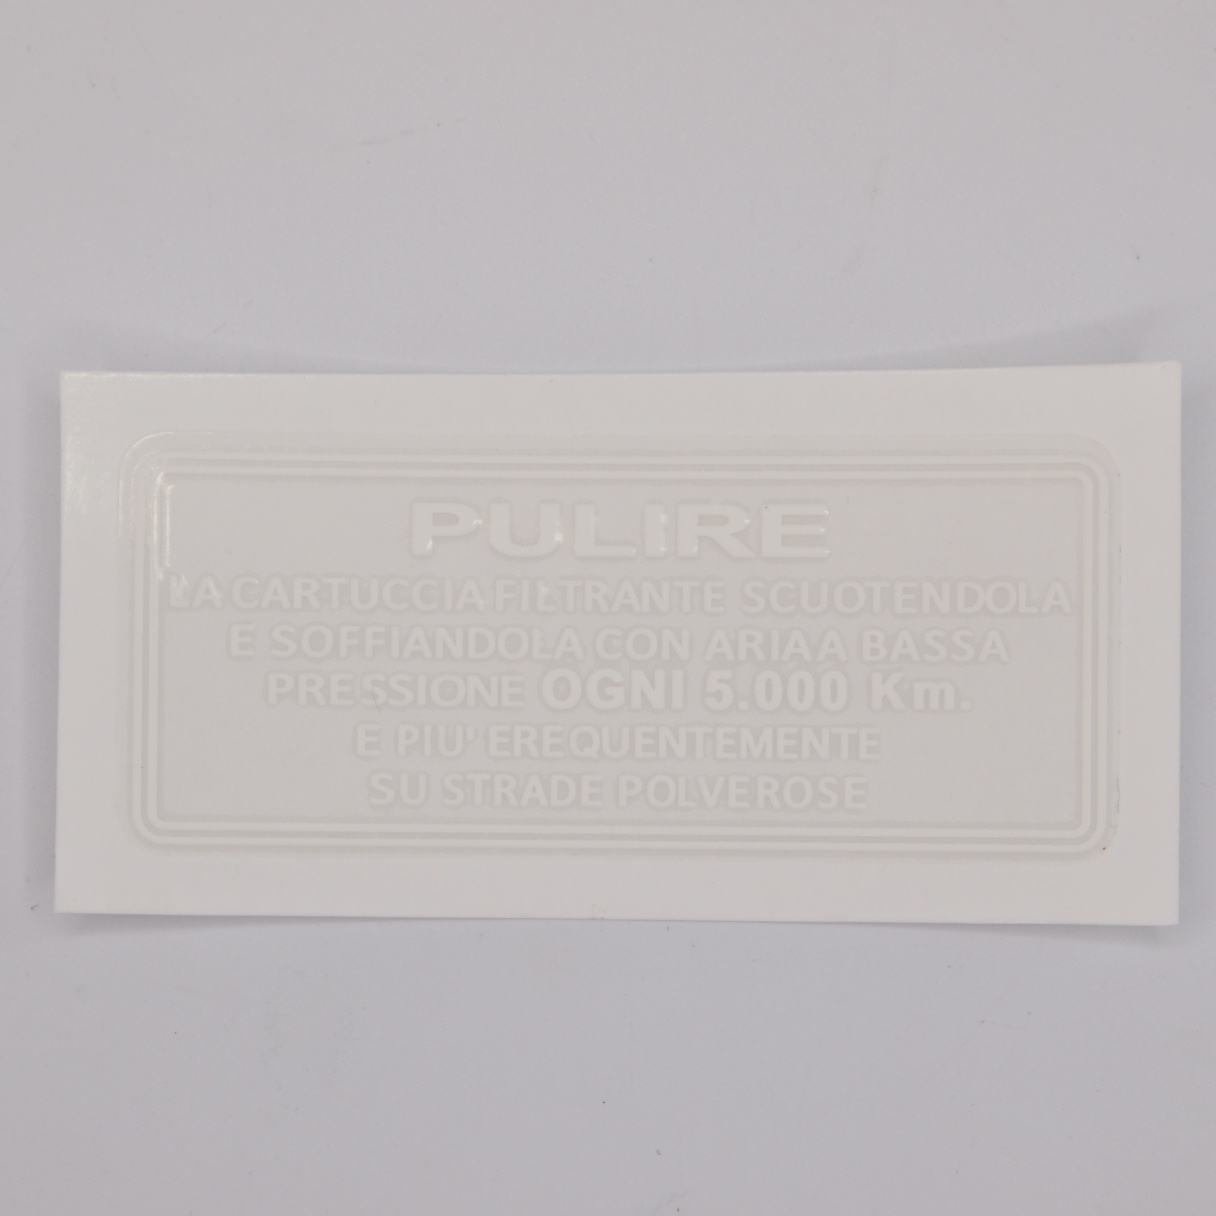 PULIRE
LA CARTUCCIA FILTRANTE SCUOTENDOLA
E SOFFIANDOLA CON ARIA A BASSA
PRESSIONE OGNI 5.000 Km.
E PIU' EREQUENTEMENTE
SU STRADE POLVEROSE